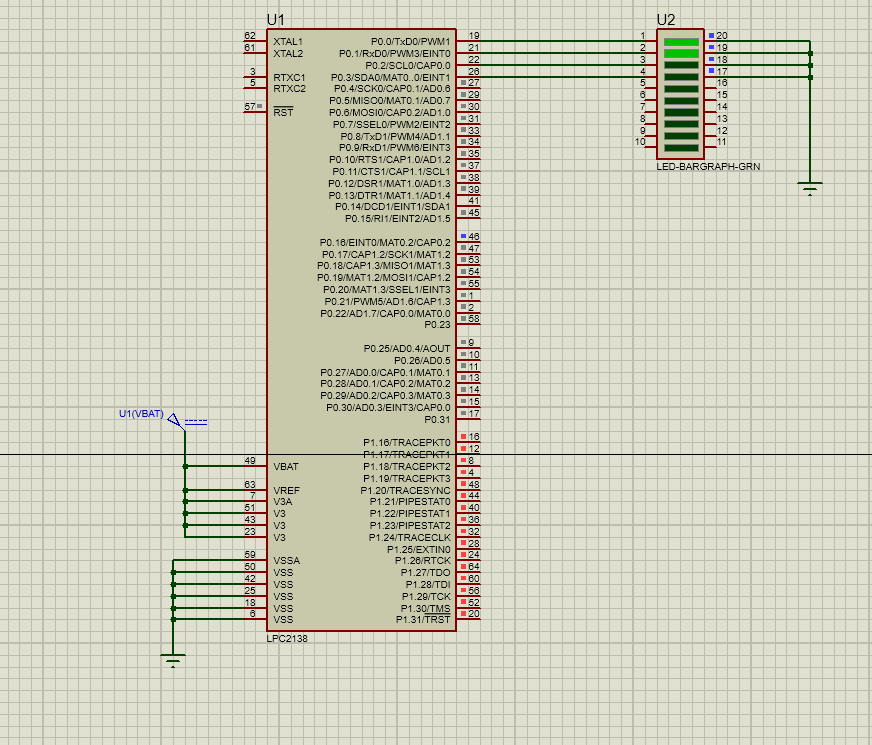 U1
U2
62 XTAL1 P0.0/TxD0/PWM1 19
61 XTAL2 P0.1/RxD0/PWM3/EINT0 21
P0.2/SCL0/CAP0.0 22
3 RTXC1 P0.3/SDA0/MAT0..0/EINT1 26
5 RTXC2 P0.4/SCK0/CAP0.1/AD0.6 27
P0.5/MISO0/MAT0.1/AD0.7 29
57 RST P0.6/MOSI0/CAP0.2/AD1.0 30
P0.7/SSEL0/PWM2/EINT2 31
P0.8/TxD1/PWM4/AD1.1 33
P0.9/RxD1/PWM6/EINT3 34
P0.10/RTS1/CAP1.0/AD1.2 35
P0.11/CTS1/CAP1.1/SCL1 37
P0.12/DSR1/MAT1.0/AD1.3 38
P0.13/DTR1/MAT1.1/AD1.4 39
P0.14/DCD1/EINT1/SDA1 41
P0.15/RI1/EINT2/AD1.5 45
P0.16/EINT0/MAT0.2/CAP0.2 46
P0.17/CAP1.2/SCK1/MAT1.2 47
P0.18/CAP1.3/MISO1/MAT1.3 53
P0.19/MAT1.2/MOSI1/CAP1.2 54
P0.20/MAT1.3/SSEL1/EINT3 55
P0.21/PWM5/AD1.6/CAP1.3 1
P0.22/AD1.7/CAP0.0/MAT0.0 2
P0.23 58
P0.25/AD0.4/AOUT 9
P0.26/AD0.5 10
P0.27/AD0.0/CAP0.1/MAT0.1 11
P0.28/AD0.1/CAP0.2/MAT0.2 13
P0.29/AD0.2/CAP0.3/MAT0.3 14
P0.30/AD0.3/EINT3/CAP0.0 15
P0.31 17
P1.16/TRACEPKT0 16
P1.17/TRACEPKT1 12
49 VBAT P1.18/TRACEPKT2 8
P1.19/TRACEPKT3 4
63 VREF P1.20/TRACESYNC 48
7 V3A P1.21/PIPESTAT0 44
51 V3 P1.22/PIPESTAT1 40
43 V3 P1.23/PIPESTAT2 36
23 V3 P1.24/TRACECLK 32
P1.25/EXTIN0 28
59 VSSA P1.26/RTCK 24
50 VSS P1.27/TDO 64
42 VSS P1.28/TDI 60
25 VSS P1.29/TCK 56
18 VSS P1.30/TMS 52
6 VSS P1.31/TRST 20
LPC2138
U1(VBAT)
1 20
2 19
3 18
4 17
5 16
6 15
7 14
8 13
9 12
10 11
LED-BARGRAPH-GRN